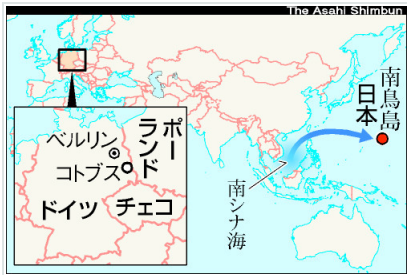 The Asahi Shimbun
南鳥島
日本
南シナ海
ポーランド
ベルリン
コトブス
ドイツ
チェコ